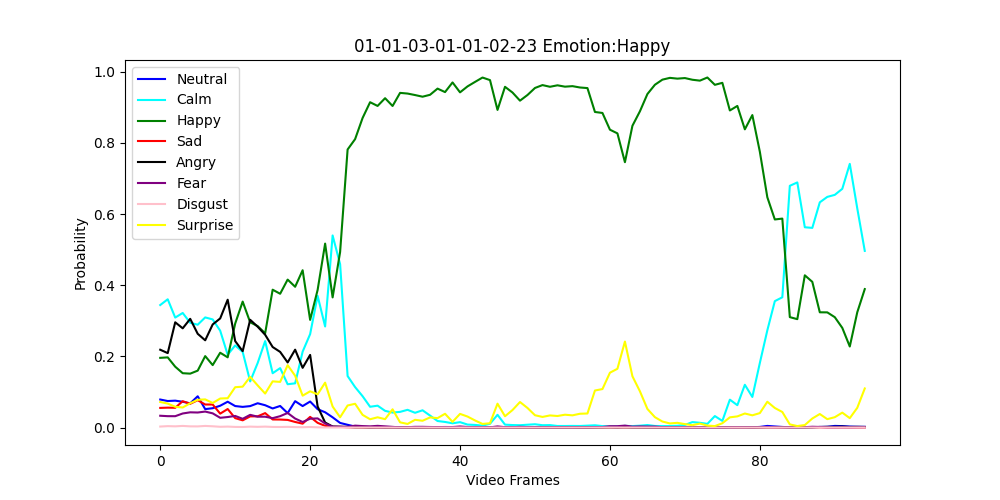 01-01-03-01-01-02-23 Emotion:Happy
Neutral
Calm
Happy
Sad
Angry
Fear
Disgust
Surprise
1.0
0.8
0.6
0.4
0.2
0.0
Probability
0 20 40 60 80
Video Frames